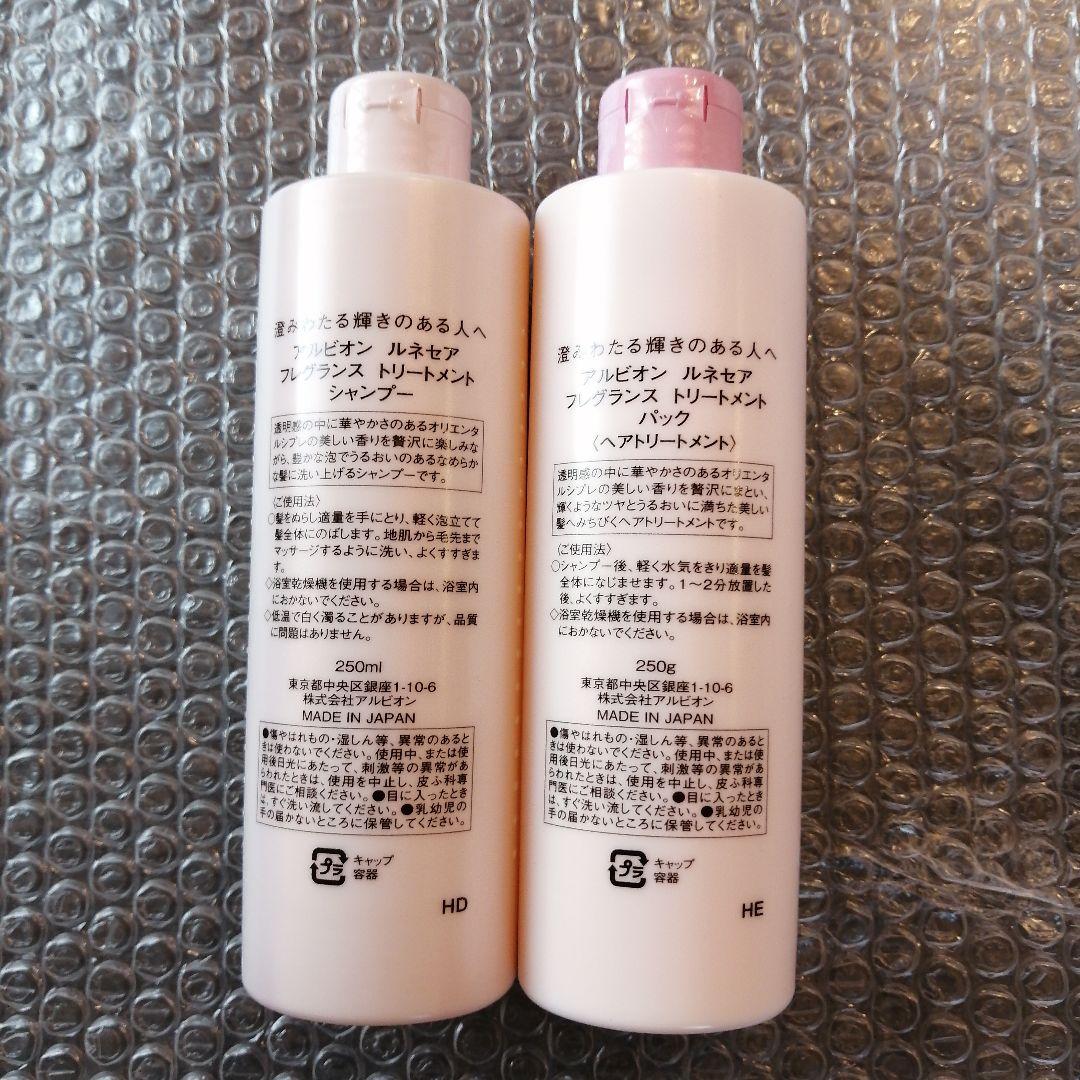 澄みわたる輝きのある人へ
アルビオン ルネセア
フレグランス トリートメント
シャンプー
透明感の中に華やかさのあるオリエンタ
ルシプレの美しい香りを贅沢に楽しみな
がら、豊かな泡でうるおいのあるなめらか
な髪に洗い上げるシャンプーです。
〈ご使用法〉
○髪をぬらし適量を手にとり、軽く泡立てて
髪全体にのばします。地肌から毛先まで
マッサージするように洗い、よくすすぎま
す。
◇浴室乾燥機を使用する場合は、浴室内
におかないでください。
◇低温で白く濁ることがありますが、品質
に問題はありません。
250ml
東京都中央区銀座1-10-6
株式会社アルビオン
MADE IN JAPAN
●傷やはれもの・湿しん等、異常のあると
きは使わないでください。使用中、または使
用後日光にあたって、刺激等の異常があ
らわれたときは、使用を中止し、皮ふ科専
門医にご相談ください。●目に入ったとき
は、すぐ洗い流してください。●乳幼児の
手の届かないところに保管してください。
プラ
キャップ
容器
HD
澄みわたる輝きのある人へ
アルビオン ルネセア
フレグランス トリートメント
パック
〈ヘアトリートメント〉
透明感の中に華やかさのあるオリエンタ
ルシプレの美しい香りを贅沢にまとい、
輝くようなツヤとうるおいに満ちた美しい
髪へみちびくヘアトリートメントです。
〈ご使用法〉
○シャンプー後、軽く水気をきり適量を髪
全体になじませます。1〜2分放置した
後、よくすすぎます。
◇浴室乾燥機を使用する場合は、浴室内
におかないでください。
250g
東京都中央区銀座1-10-6
株式会社アルビオン
MADE IN JAPAN
●傷やはれもの・湿しん等、異常のあると
きは使わないでください。使用中、または使
用後日光にあたって、刺激等の異常があ
らわれたときは、使用を中止し、皮ふ科専
門医にご相談ください。●目に入ったとき
は、すぐ洗い流してください。●乳幼児の
手の届かないところに保管してください。
プラ
キャップ
容器
HE